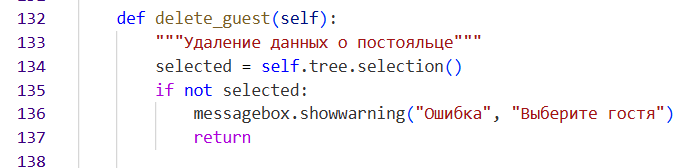 132 def delete_guest(self):
133 """Удаление данных о постояльце"""
134 selected = self.tree.selection()
135 if not selected:
136 messagebox.showwarning("Ошибка", "Выберите гостя")
137 return
138